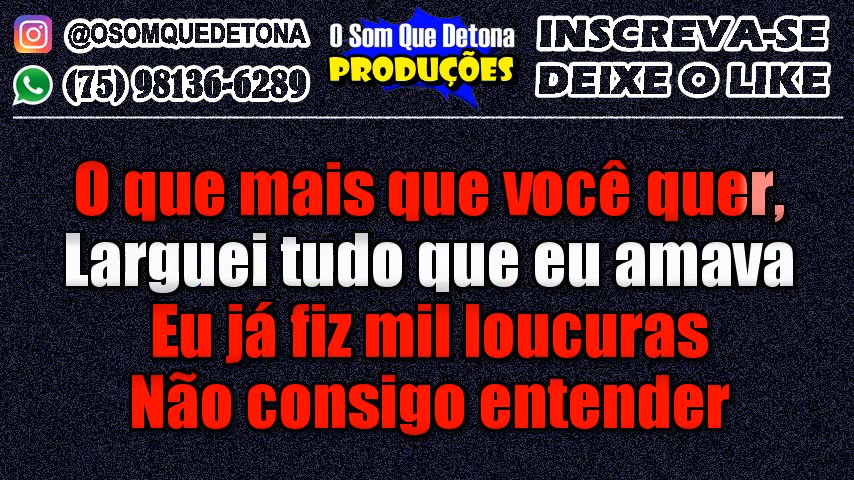 @OSOMQUEDETONA
(75) 98136-6289
O Som Que Detona
PRODUÇÕES
INSCREVA-SE
DEIXE O LIKE
O que mais que você quer,
Larguei tudo que eu amava
Eu já fiz mil loucuras
Não consigo entender